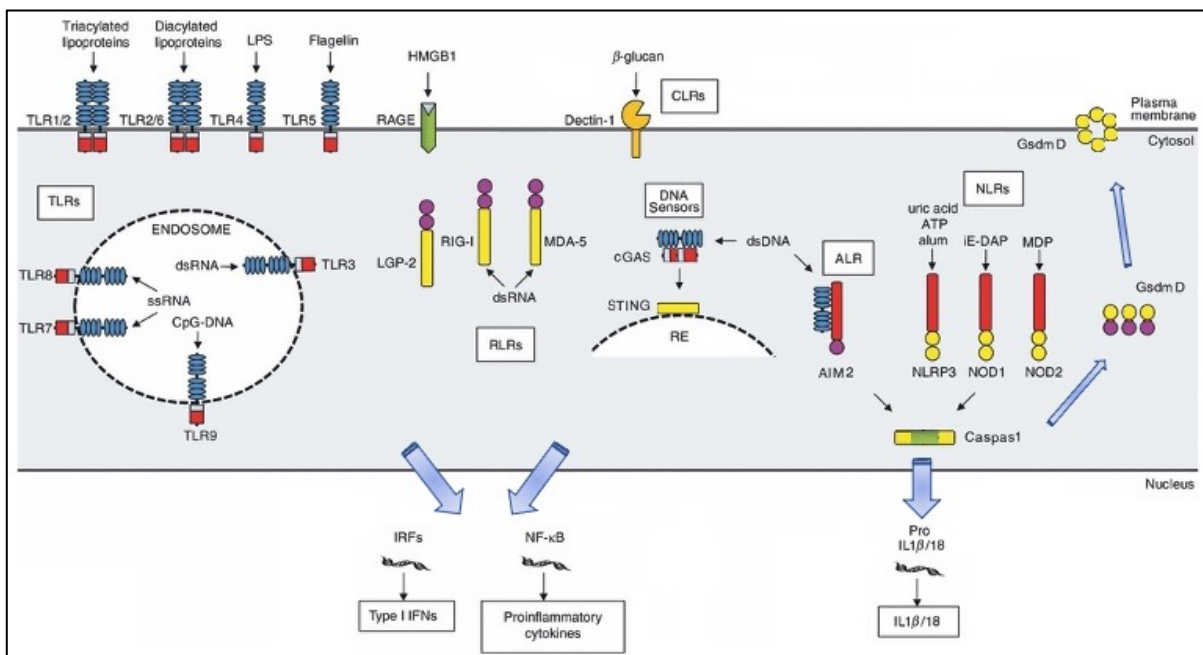 Triacylated
lipoproteins
Diacylated
lipoproteins
LPS
Flagellin
HMGB1
β-glucan
CLRs
TLR1/2
TLR2/6
TLR4
TLR5
RAGE
Dectin-1
Gsdm D
Plasma
membrane
Cytosol
TLRs
ENDOSOME
dsRNA
TLR3
TLR8
ssRNA
TLR7
CpG-DNA
TLR9
LGP-2
RIG-I
MDA-5
dsRNA
RLRs
DNA
Sensors
cGAS
dsDNA
STING
RE
ALR
AIM2
NLRs
uric acid
ATP
alum
iE-DAP
MDP
NLRP3
NOD1
NOD2
Gsdm D
Caspas1
Nucleus
IRFs
NF-κB
Type I IFNs
Proinflammatory
cytokines
Pro
IL1β/18
IL1β/18